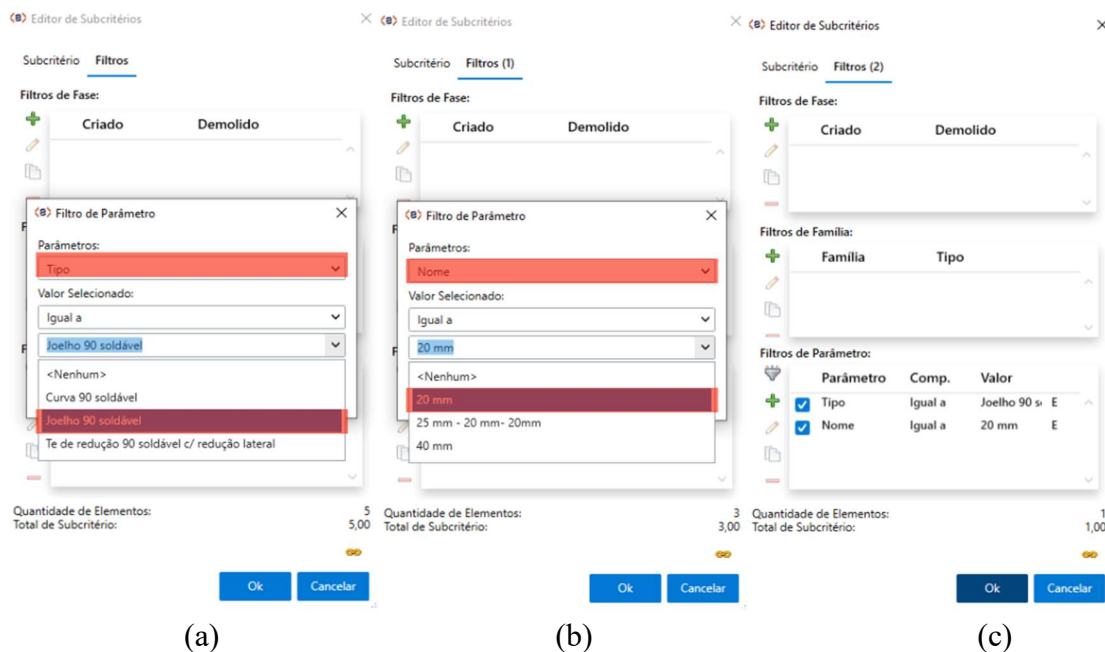 Editor de Subcritérios
Subcritério Filtros
Filtros de Fase:
Criado Demolido
Filtro de Parâmetro
Parâmetros:
Tipo
Valor Selecionado:
Igual a
Joelho 90 soldável
<Nenhum>
Curva 90 soldável
Joelho 90 soldável
Te de redução 90 soldável c/ redução lateral
Quantidade de Elementos: 5
Total de Subcritério: 5,00
Ok Cancelar
(a)
Editor de Subcritérios
Subcritério Filtros (1)
Filtros de Fase:
Criado Demolido
Filtro de Parâmetro
Parâmetros:
Nome
Valor Selecionado:
Igual a
20 mm
<Nenhum>
20 mm
25 mm - 20 mm- 20mm
40 mm
Quantidade de Elementos: 3
Total de Subcritério: 3,00
Ok Cancelar
(b)
Editor de Subcritérios
Subcritério Filtros (2)
Filtros de Fase:
Criado Demolido
Filtros de Família:
Família Tipo
Filtros de Parâmetro:
Parâmetro Comp. Valor
Tipo Igual a Joelho 90 s E
Nome Igual a 20 mm E
Quantidade de Elementos: 1
Total de Subcritério: 1,00
Ok Cancelar
(c)